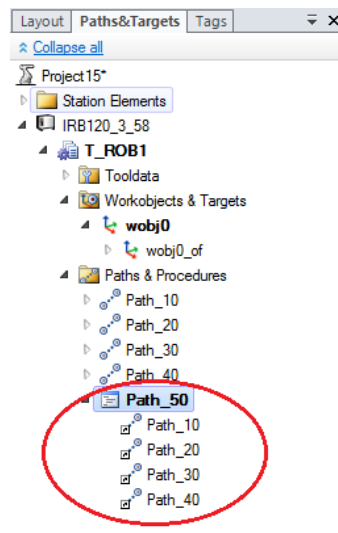 Layout Paths&Targets Tags
Collapse all
Project15*
Station Elements
IRB120_3_58
T_ROB1
Tooldata
Workobjects & Targets
wobj0
wobj0_of
Paths & Procedures
Path_10
Path_20
Path_30
Path_40
Path_50
Path_10
Path_20
Path_30
Path_40